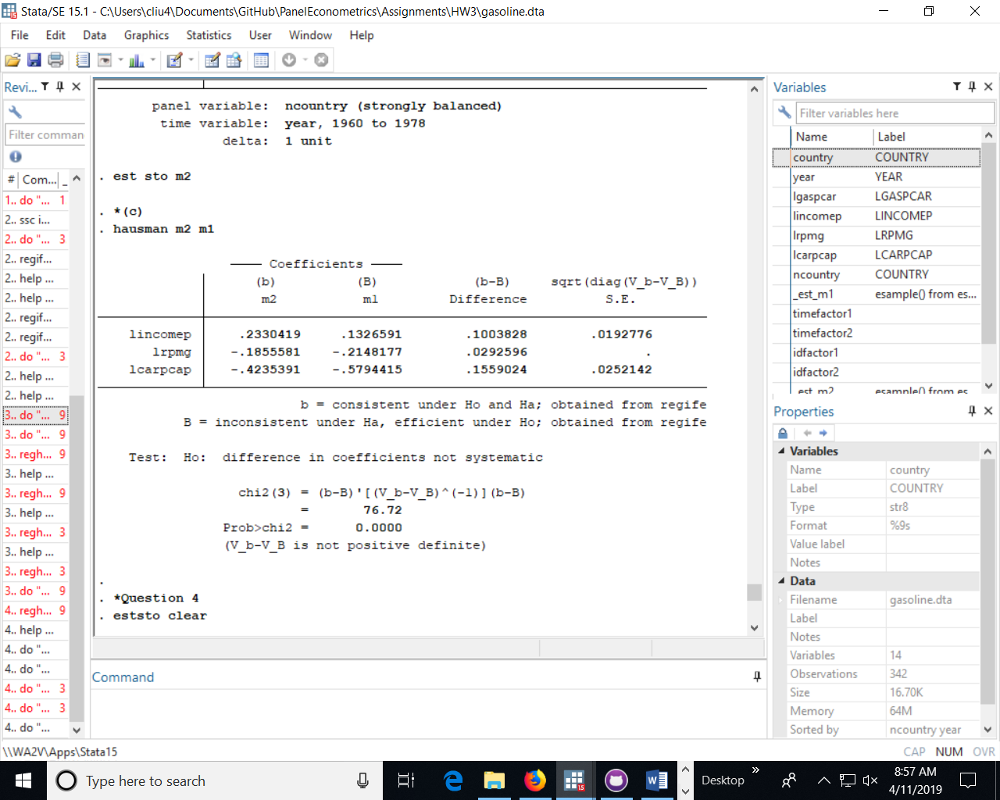 Stata/SE 15.1 - C:\Users\cliu4\Documents\GitHub\PanelEconometrics\Assignments\HW3\gasoline.dta
File Edit Data Graphics Statistics User Window Help
Revi...
Filter comman
# Com... _
1.. do "... 1
2.. ssc i...
2.. do "... 3
2.. regif...
2.. help ...
2.. help ...
2.. regif...
2.. regif...
2.. do "... 3
2.. help ...
2.. help ...
3.. do "... 9
3.. do "... 9
3.. regh... 9
3.. help ...
3.. regh... 9
3.. help ...
3.. regh... 3
3.. help ...
3.. regh... 3
3.. do "... 9
4.. regh... 9
4.. help ...
4.. do "...
4.. do "...
4.. do "... 3
4.. do "... 3
4.. do "...
panel variable: ncountry (strongly balanced)
time variable: year, 1960 to 1978
delta: 1 unit
. est sto m2
. *(c)
. hausman m2 m1
Coefficients
(b) (B) (b-B) sqrt(diag(V_b-V_B))
m2 m1 Difference S.E.
lincomep .2330419 .1326591 .1003828 .0192776
lrpmg -.1855581 -.2148177 .0292596 .
lcarpcap -.4235391 -.5794415 .1559024 .0252142
b = consistent under Ho and Ha; obtained from regife
B = inconsistent under Ha, efficient under Ho; obtained from regife
Test: Ho: difference in coefficients not systematic
chi2(3) = (b-B)'[(V_b-V_B)^(-1)](b-B)
= 76.72
Prob>chi2 = 0.0000
(V_b-V_B is not positive definite)
.
. *Question 4
. eststo clear
Command
Variables
Filter variables here
Name Label
country COUNTRY
year YEAR
lgaspcar LGASPCAR
lincomep LINCOMEP
lrpmg LRPMG
lcarpcap LCARPCAP
ncountry COUNTRY
_est_m1 esample() from es...
timefactor1
timefactor2
idfactor1
idfactor2
_est_m2 esample() from es...
Properties
Variables
Name country
Label COUNTRY
Type str8
Format %9s
Value label
Notes
Data
Filename gasoline.dta
Label
Notes
Variables 14
Observations 342
Size 16.70K
Memory 64M
Sorted by ncountry year
\\WA2V\Apps\Stata15
CAP NUM OVR
Type here to search
15
W
Desktop »
8:57 AM
4/11/2019